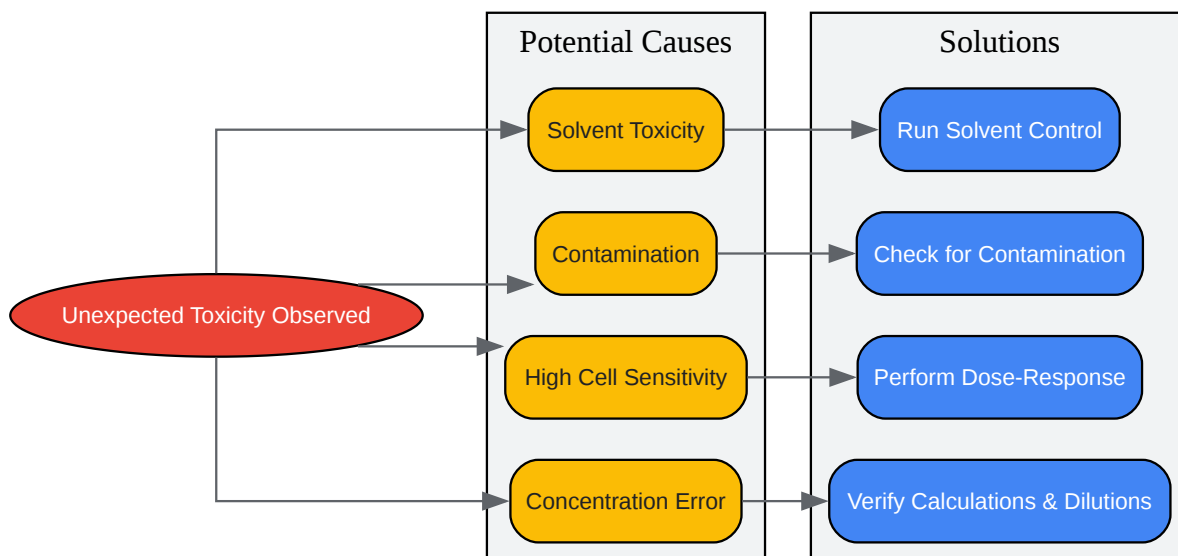 Potential Causes
Solutions
Solvent Toxicity
Run Solvent Control
Contamination
Check for Contamination
Unexpected Toxicity Observed
High Cell Sensitivity
Perform Dose-Response
Concentration Error
Verify Calculations & Dilutions